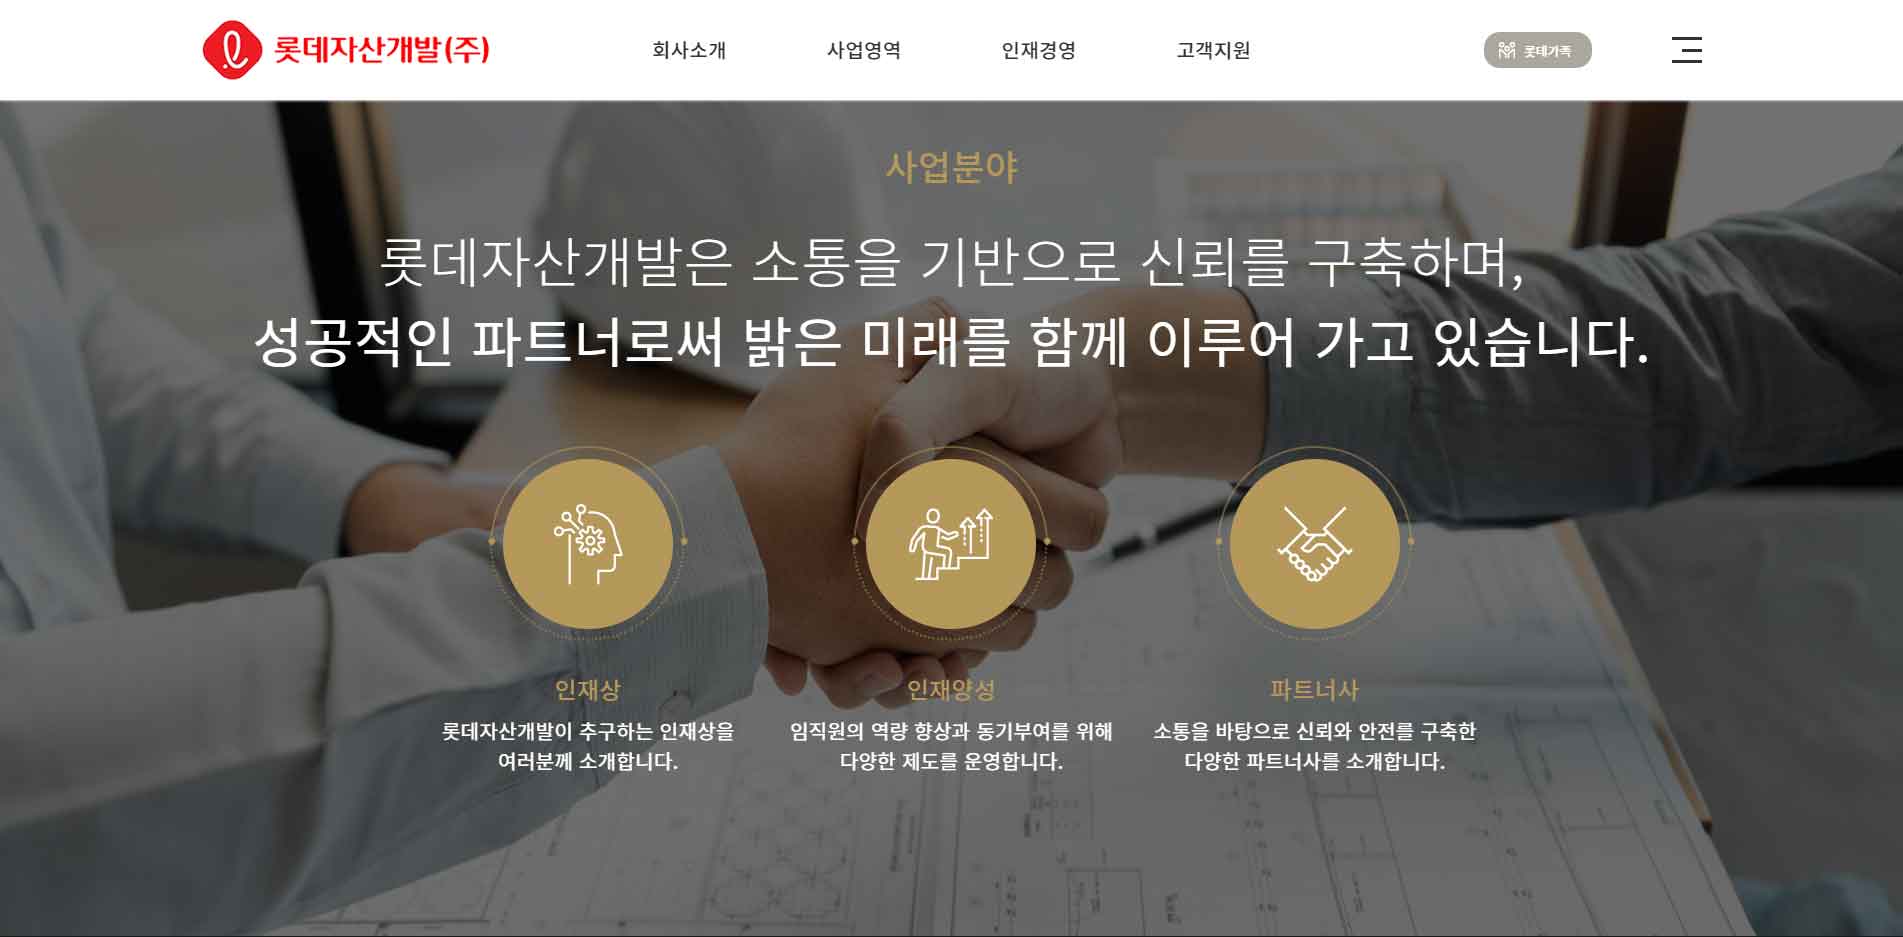 롯데자산개발(주)
회사소개
사업영역
인재경영
고객지원
롯데가족
사업분야
롯데자산개발은 소통을 기반으로 신뢰를 구축하며,
성공적인 파트너로써 밝은 미래를 함께 이루어 가고 있습니다.
인재상
롯데자산개발이 추구하는 인재상을
여러분께 소개합니다.
인재양성
임직원의 역량 향상과 동기부여를 위해
다양한 제도를 운영합니다.
파트너사
소통을 바탕으로 신뢰와 안전를 구축한
다양한 파트너사를 소개합니다.